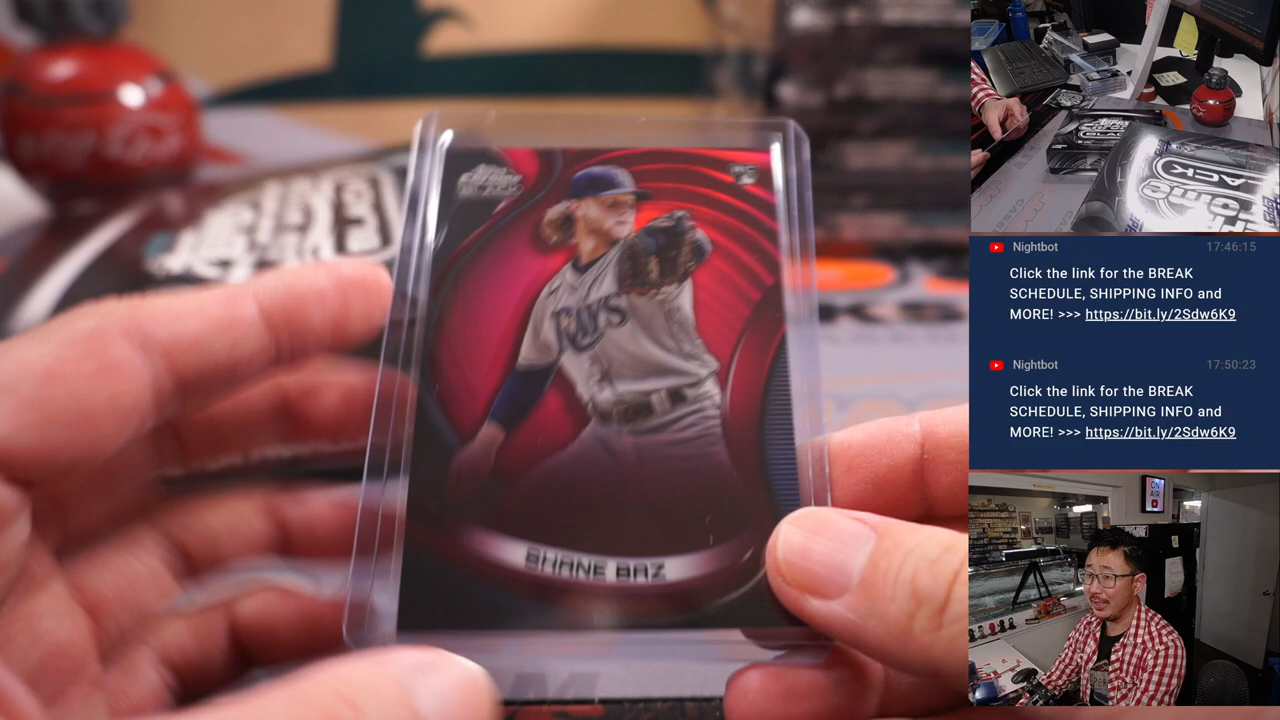 RC
RAYS
SHANE BAZ
BLACK
Nightbot
17:46:15
Click the link for the BREAK
SCHEDULE, SHIPPING INFO and
MORE! >>> https://bit.ly/2Sdw6K9
Nightbot
17:50:23
Click the link for the BREAK
SCHEDULE, SHIPPING INFO and
MORE! >>> https://bit.ly/2Sdw6K9
ON
AIR